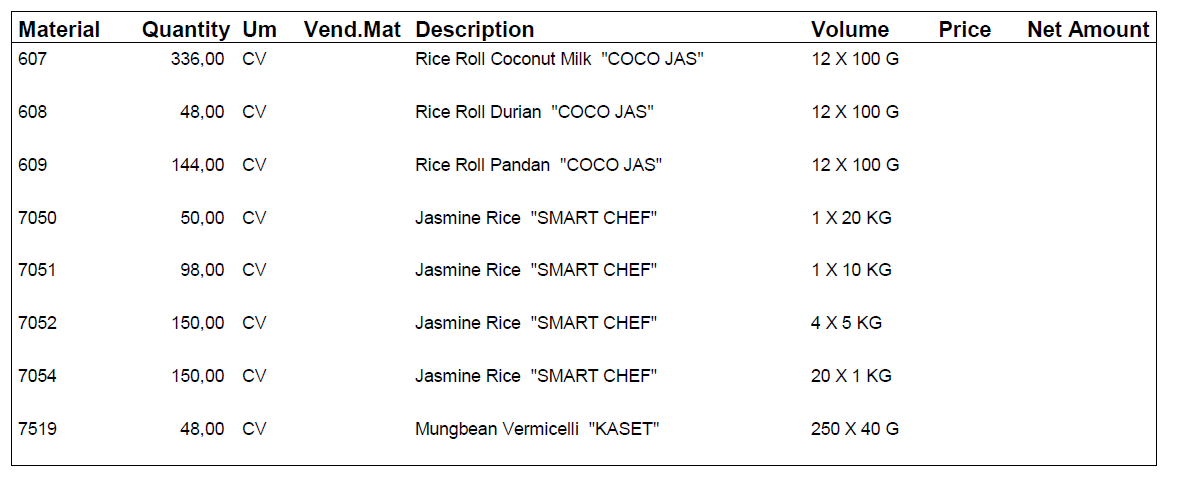 Material Quantity Um Vend.Mat Description Volume Price Net Amount
607 336,00 CV Rice Roll Coconut Milk "COCO JAS" 12 X 100 G
608 48,00 CV Rice Roll Durian "COCO JAS" 12 X 100 G
609 144,00 CV Rice Roll Pandan "COCO JAS" 12 X 100 G
7050 50,00 CV Jasmine Rice "SMART CHEF" 1 X 20 KG
7051 98,00 CV Jasmine Rice "SMART CHEF" 1 X 10 KG
7052 150,00 CV Jasmine Rice "SMART CHEF" 4 X 5 KG
7054 150,00 CV Jasmine Rice "SMART CHEF" 20 X 1 KG
7519 48,00 CV Mungbean Vermicelli "KASET" 250 X 40 G